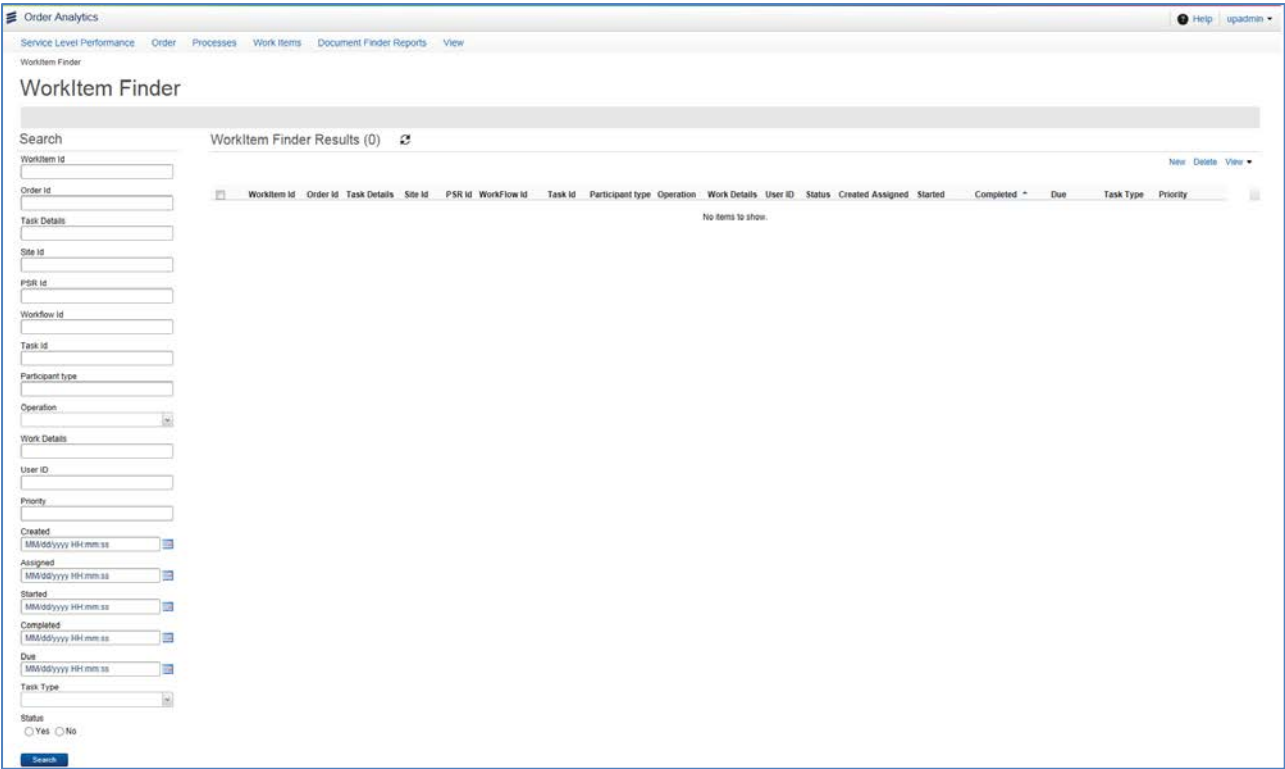 Order Analytics
Help upadmin
Service Level Performance Order Processes Work Items Document Finder Reports View
WorkItem Finder
WorkItem Finder
Search
WorkItem Finder Results (0)
WorkItem Id
New Delete View
Order Id
WorkItem Id Order Id Task Details Site Id PSR Id WorkFlow Id Task Id Participant type Operation Work Details User ID Status Created Assigned Started Completed Due Task Type Priority
No items to show.
Task Details
Site Id
PSR Id
Workflow Id
Task Id
Participant type
Operation
Work Details
User ID
Priority
Created
MM/dd/yyyy HH:mm:ss
Assigned
MM/dd/yyyy HH:mm:ss
Started
MM/dd/yyyy HH:mm:ss
Completed
MM/dd/yyyy HH:mm:ss
Due
MM/dd/yyyy HH:mm:ss
Task Type
Status
Yes No
Search